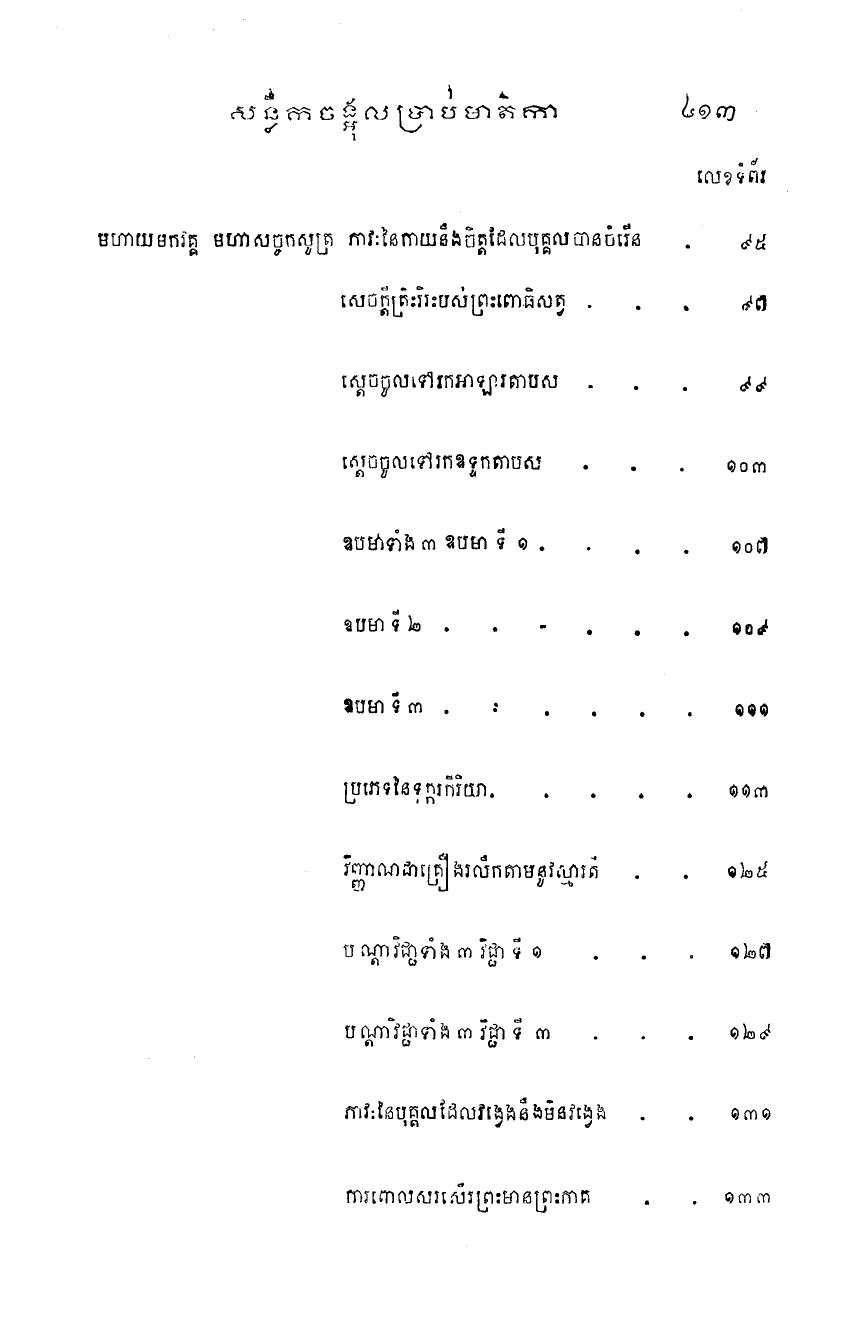 សន្លឹកចង្អុលប្រាប់មាតិកា ៤១៣
លេខទំព័រ
មហាយមកវគ្គ មហាសច្ចកសូត្រ ភាវៈនៃកាយនឹងចិត្តដែលបុគ្គលបានចំរើន . ៩៥
សេចក្តីត្រិះរិះរបស់ព្រះពោធិសត្វ . . . ៩៧
ស្តេចចូលទៅរកអាឡារតាបស . . . ៩៩
ស្តេចចូលទៅរកឧទ្ទកតាបស . . . ១០៣
ឧបមាទាំង ៣ ឧបមា ទី ១ . . . . ១០៧
ឧបមា ទី ២ . . - . . . ១០៩
ឧបមា ទី ៣ . : . . . . ១១១
ប្រភេទនៃទុក្ករកិរិយា . . . . . ១១៣
វិញ្ញាណជាគ្រឿងរលឹកតាមនូវស្មារតី . . ១២៥
បណ្តាវិជ្ជាទាំង ៣ វិជ្ជា ទី ១ . . . ១២៧
បណ្តាវិជ្ជាទាំង ៣ វិជ្ជា ទី ៣ . . . ១២៩
ភាវៈនៃបុគ្គលដែលវង្វេងនឹងមិនវង្វេង . . ១៣១
ការពោលសរសើរព្រះមានព្រះភាគ . . ១៣៣